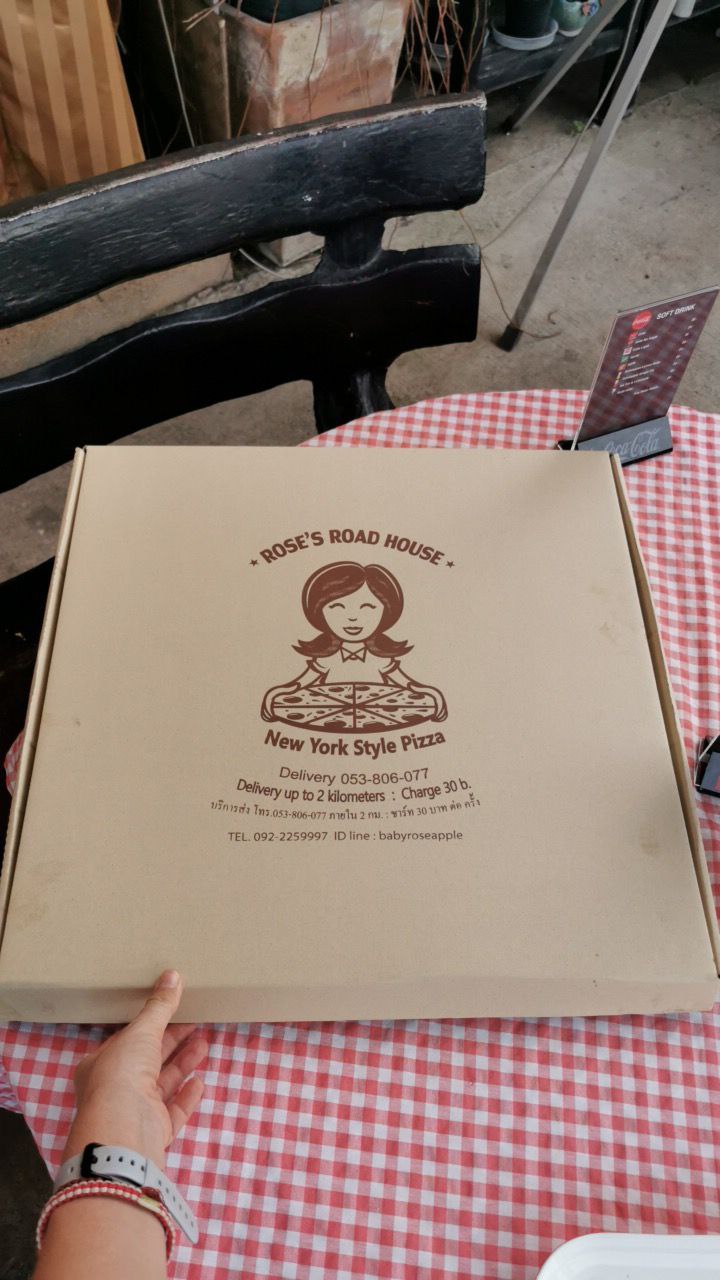 SOFT DRINK
Coca-Cola
★ ROSE'S ROAD HOUSE ★
New York Style Pizza
Delivery 053-806-077
Delivery up to 2 kilometers : Charge 30 b.
บริการส่ง โทร.053-806-077 ภายใน 2 กม. : ชาร์ท 30 บาท ต่อ ครั้ง
TEL. 092-2259997 ID line : babyroseapple